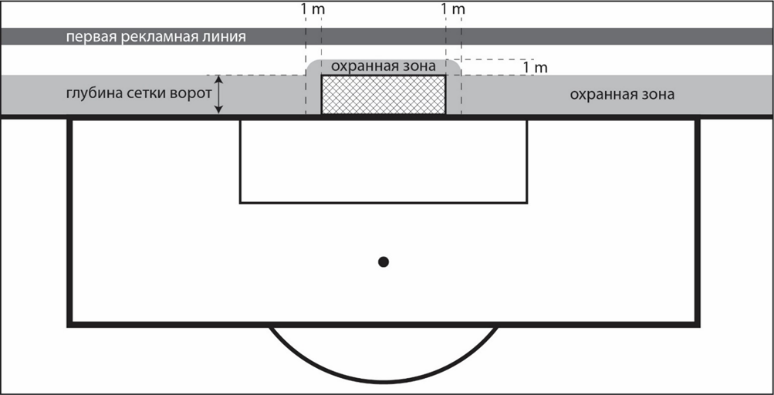 1 m 1 m
первая рекламная линия
охранная зона
1 m
глубина сетки ворот
охранная зона